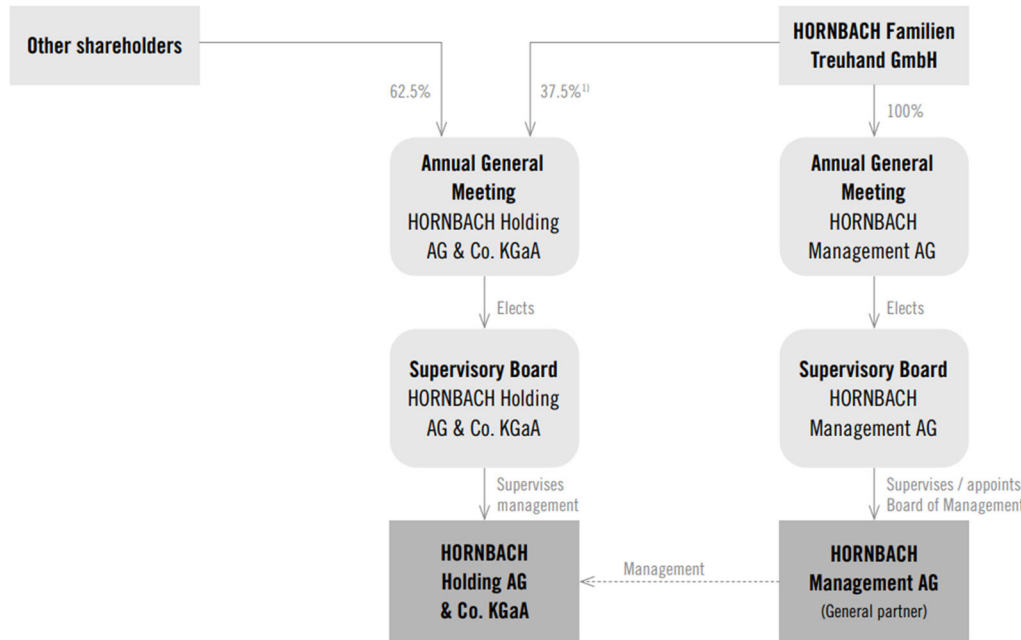 Other shareholders
HORNBACH Familien
Treuhand GmbH
62.5%
37.5%¹⁾
100%
Annual General
Meeting
HORNBACH Holding
AG & Co. KGaA
Annual General
Meeting
HORNBACH
Management AG
Elects
Elects
Supervisory Board
HORNBACH Holding
AG & Co. KGaA
Supervisory Board
HORNBACH
Management AG
Supervises
management
Supervises / appoints
Board of Management
HORNBACH
Holding AG
& Co. KGaA
Management
HORNBACH
Management AG
(General partner)